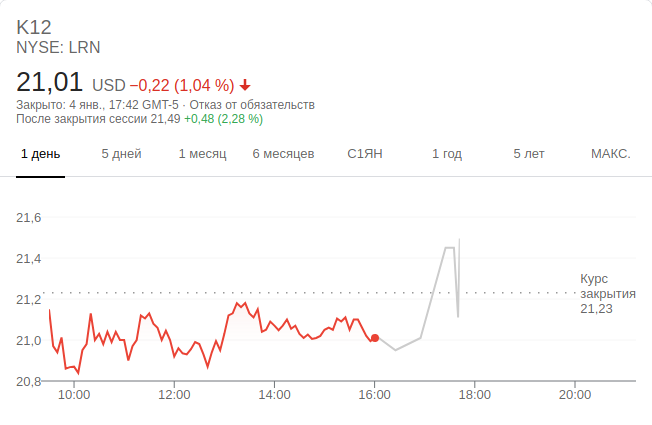 K12
NYSE: LRN
21,01 USD −0,22 (1,04 %)
Закрыто: 4 янв., 17:42 GMT-5 · Отказ от обязательств
После закрытия сессии 21,49 +0,48 (2,28 %)
1 день 5 дней 1 месяц 6 месяцев С1ЯН 1 год 5 лет МАКС.
21,6
21,4
Курс
закрытия
21,23
21,2
21,0
20,8
10:00 12:00 14:00 16:00 18:00 20:00